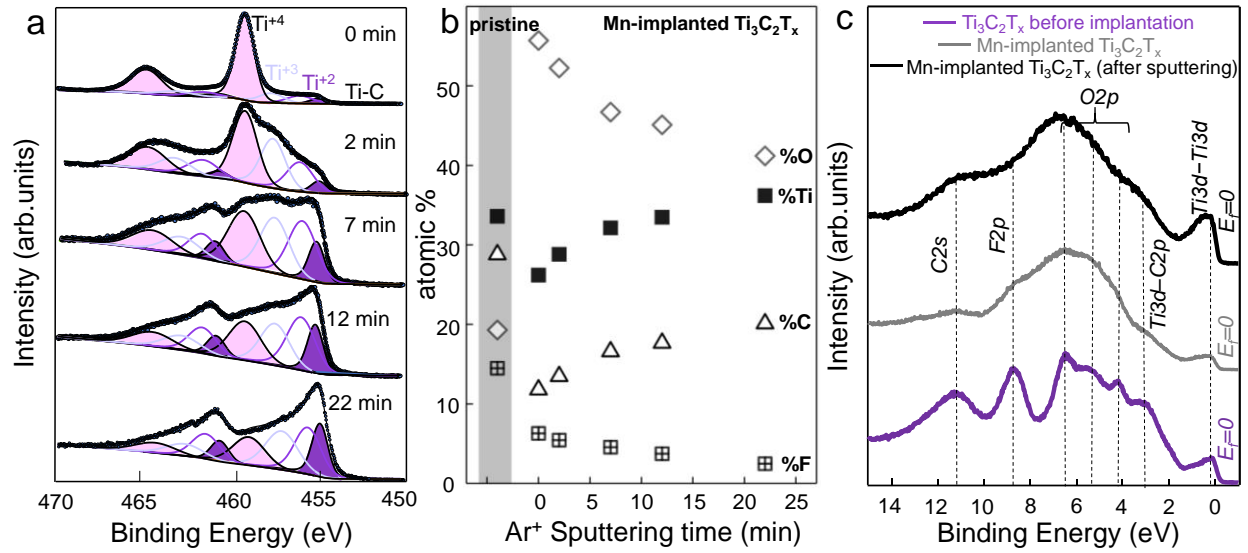 a
Ti+4
0 min
Ti+3
Ti+2
Ti-C
2 min
7 min
12 min
22 min
Intensity (arb.units)
470 465 460 455 450
Binding Energy (eV)
b
pristine
Mn-implanted Ti3C2Tx
50
40
30
20
10
0
atomic %
%O
%Ti
%C
%F
0 5 10 15 20 25
Ar+ Sputtering time (min)
c
Ti3C2Tx before implantation
Mn-implanted Ti3C2Tx
Mn-implanted Ti3C2Tx (after sputtering)
O2p
C2s
F2p
Ti3d–C2p
Ti3d–Ti3d
Ef=0
Ef=0
Ef=0
Intensity (arb.units)
14 12 10 8 6 4 2 0
Binding Energy (eV)